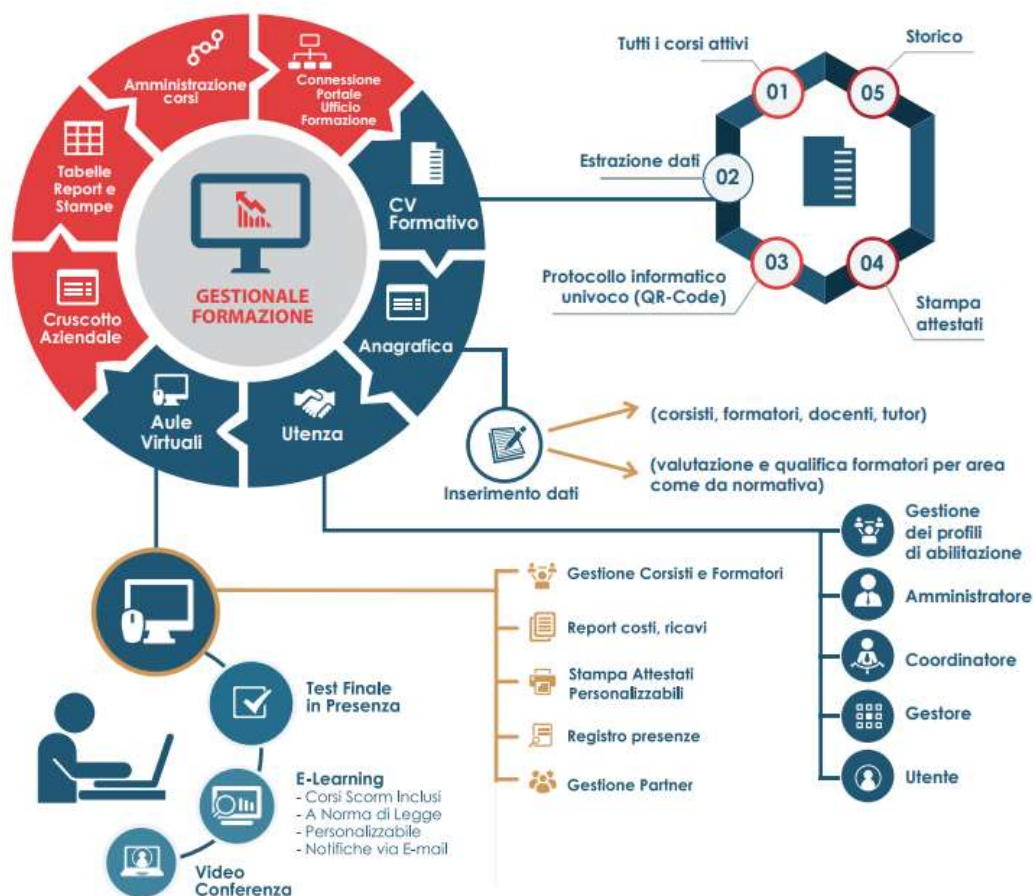 Amministrazione
corsi
Connessione
Portale
Ufficio
Formazione
Tabelle
Report e
Stampe
CV
Formativo
GESTIONALE
FORMAZIONE
Cruscotto
Aziendale
Anagrafica
Aule
Virtuali
Utenza
Tutti i corsi attivi
Storico
01
05
Estrazione dati
02
03
04
Protocollo informatico
univoco (QR-Code)
Stampa
attestati
Inserimento dati
(corsisti, formatori, docenti, tutor)
(valutazione e qualifica formatori per area
come da normativa)
Gestione
dei profili
di abilitazione
Amministratore
Coordinatore
Gestore
Utente
Gestione Corsisti e Formatori
Report costi, ricavi
Stampa Attestati
Personalizzabili
Registro presenze
Gestione Partner
Test Finale
in Presenza
E-Learning
- Corsi Scorm Inclusi
- A Norma di Legge
- Personalizzabile
- Notifiche via E-mail
Video
Conferenza